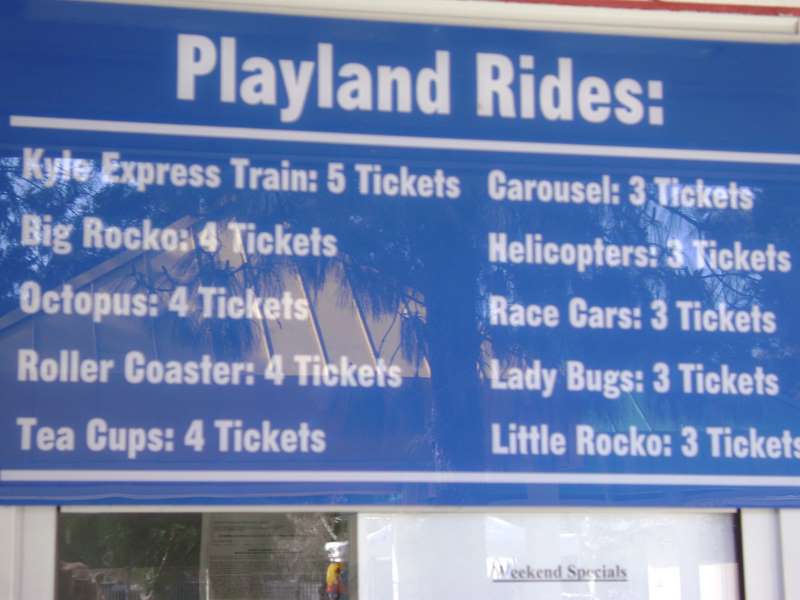 Playland Rides:
Kyle Express Train: 5 Tickets
Big Rocko: 4 Tickets
Octopus: 4 Tickets
Roller Coaster: 4 Tickets
Tea Cups: 4 Tickets
Carousel: 3 Tickets
Helicopters: 3 Tickets
Race Cars: 3 Tickets
Lady Bugs: 3 Tickets
Little Rocko: 3 Tickets
Weekend Specials